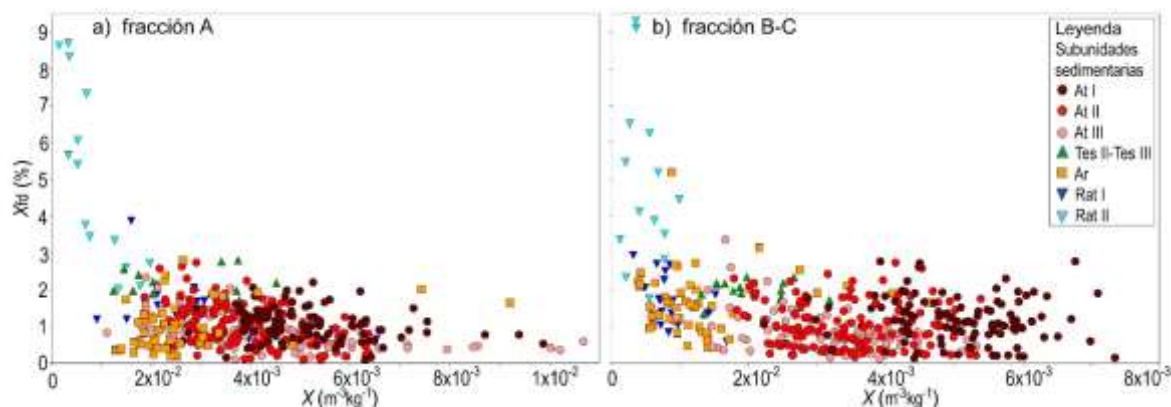 a) fracción A
b) fracción B-C
Leyenda
Subunidades
sedimentarias
At I
At II
At III
Tes II-Tes III
Ar
Rat I
Rat II
Xfd (%)
9
8
7
6
5
4
3
2
1
0
0 2x10⁻² 4x10⁻³ 6x10⁻³ 8x10⁻³ 1x10⁻²
X (m⁻³kg⁻¹)
0 2x10⁻² 4x10⁻³ 6x10⁻³ 8x10⁻³
X (m⁻³kg⁻¹)